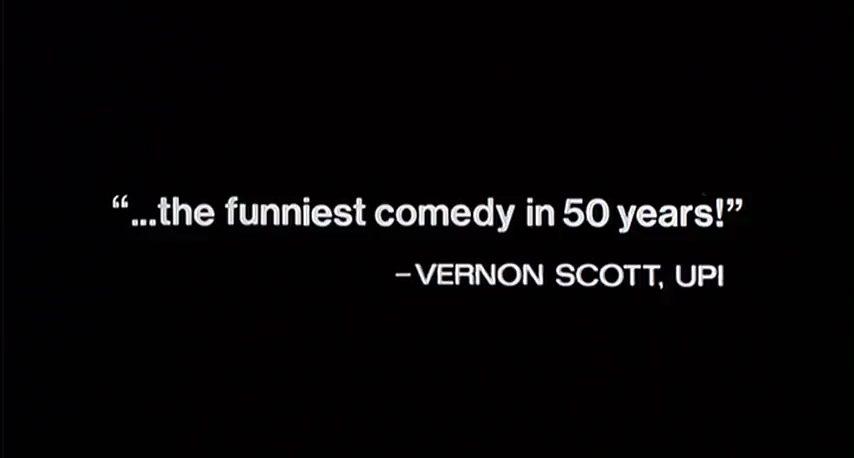 “...the funniest comedy in 50 years!”
–VERNON SCOTT, UPI